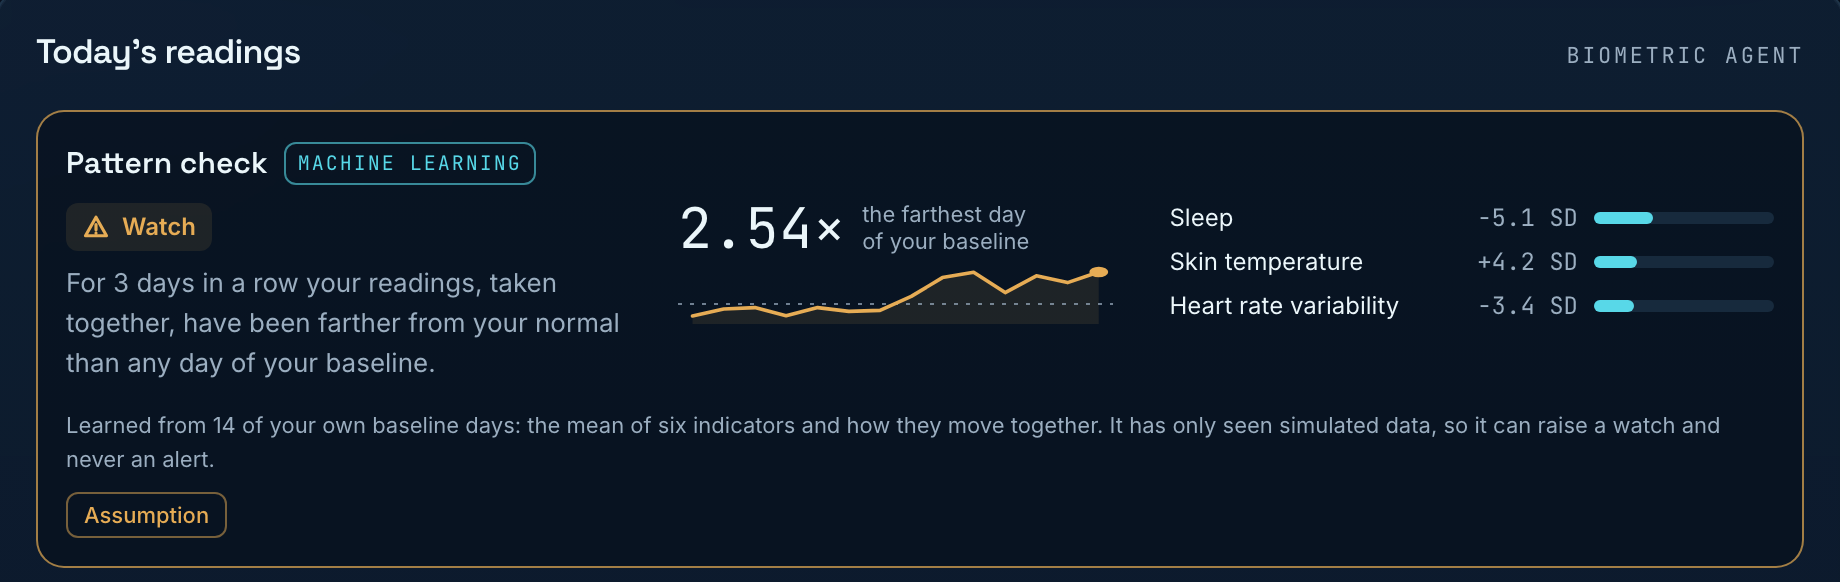 Today's readings
BIOMETRIC AGENT
Pattern check
MACHINE LEARNING
Watch
For 3 days in a row your readings, taken
together, have been farther from your normal
than any day of your baseline.
2.54×
the farthest day
of your baseline
Sleep -5.1 SD
Skin temperature +4.2 SD
Heart rate variability -3.4 SD
Learned from 14 of your own baseline days: the mean of six indicators and how they move together. It has only seen simulated data, so it can raise a watch and
never an alert.
Assumption